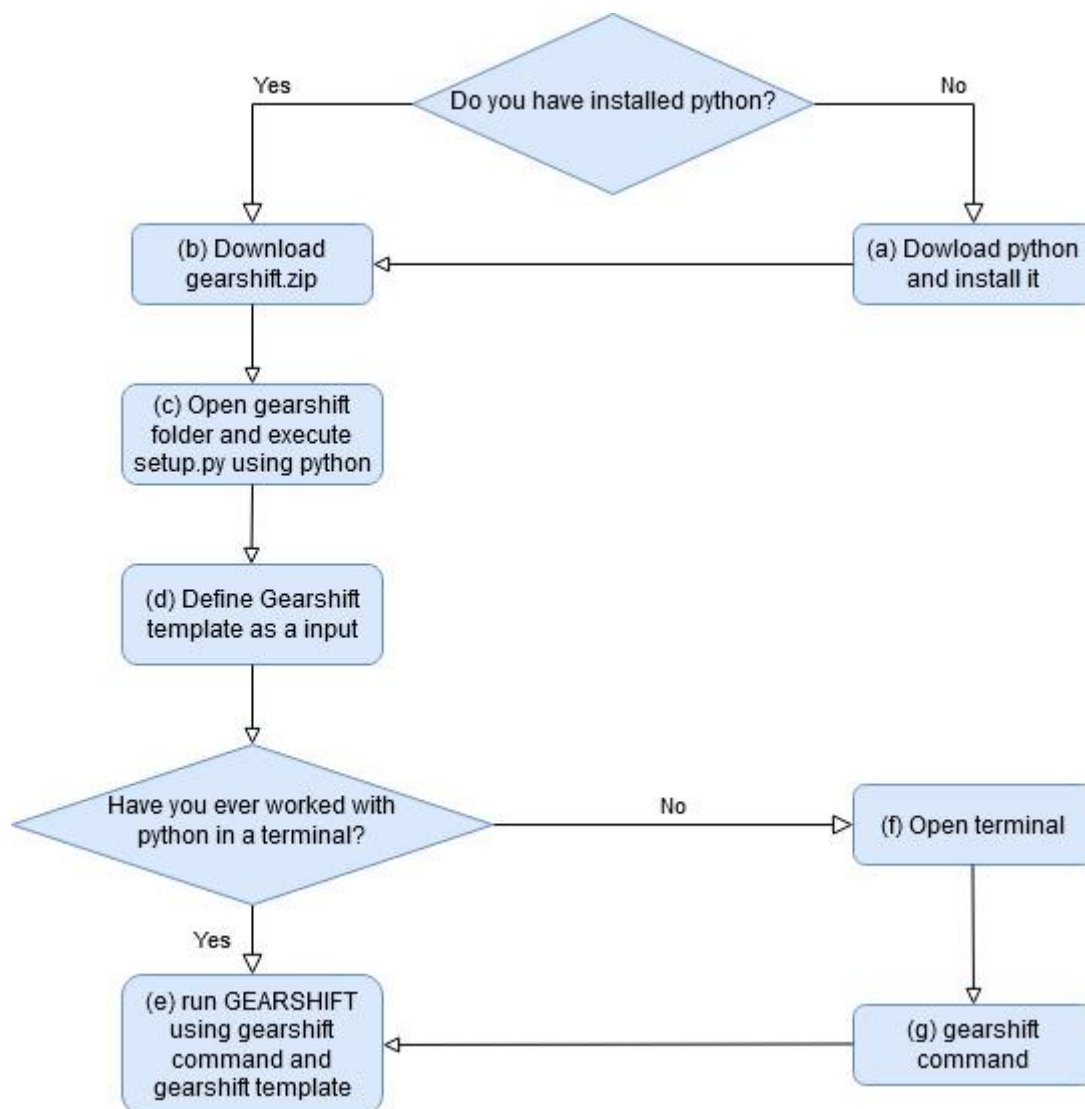 Do you have installed python?
Yes
No
(b) Download
gearshift.zip
(a) Dowload python
and install it
(c) Open gearshift
folder and execute
setup.py using python
(d) Define Gearshift
template as a input
Have you ever worked with
python in a terminal?
No
(f) Open terminal
Yes
(e) run GEARSHIFT
using gearshift
command and
gearshift template
(g) gearshift
command